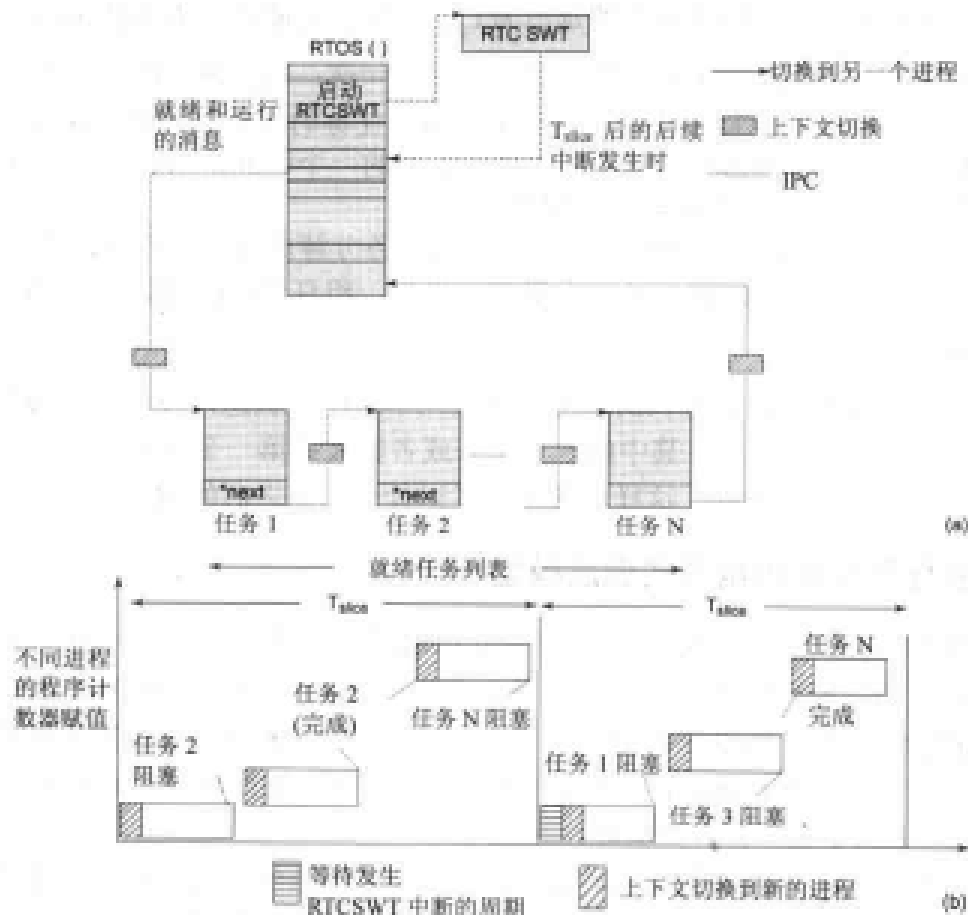 RTC SWT
RTOS ( )
启动
RTCSWT
就绪和运行
的消息
切换到另一个进程
T_slice 后的后续
中断发生时
上下文切换
IPC
*next
*next
任务 1
任务 2
任务 N
(a)
就绪任务列表
T_slice
T_slice
不同进程
的程序计
数器赋值
任务 2
阻塞
任务 2
(完成)
任务 N 阻塞
任务 1 阻塞
任务 3 阻塞
任务 N
完成
等待发生
RTCSWT 中断的周期
上下文切换到新的进程
(b)